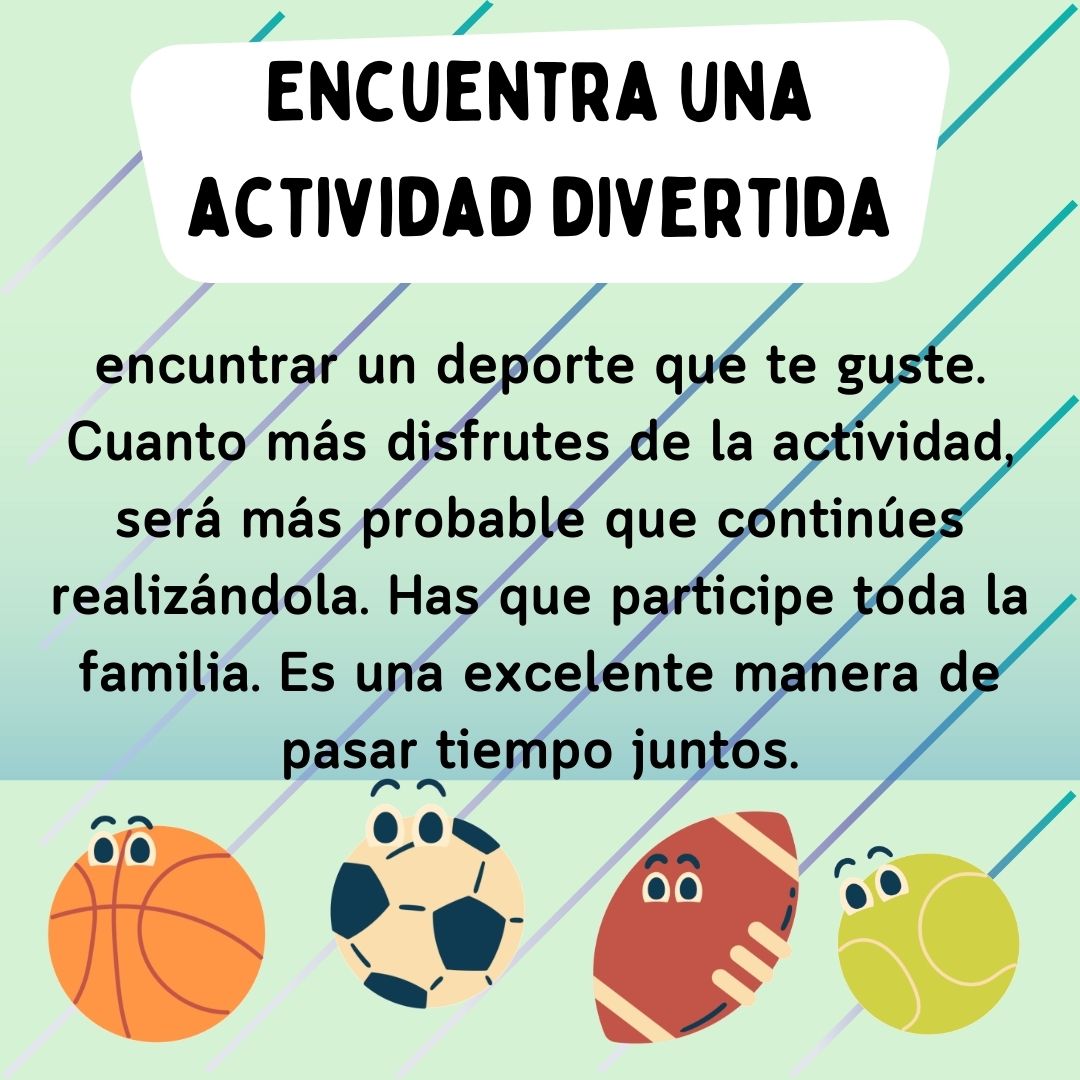 ENCUENTRA UNA
ACTIVIDAD DIVERTIDA
encuntrar un deporte que te guste.
Cuanto más disfrutes de la actividad,
será más probable que continúes
realizándola. Has que participe toda la
familia. Es una excelente manera de
pasar tiempo juntos.